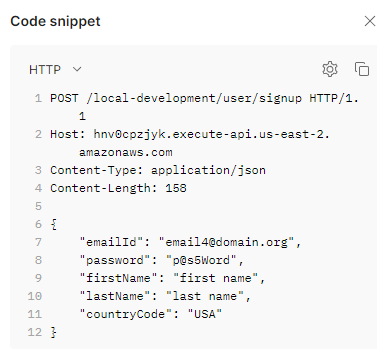 Code snippet
HTTP
1 POST /local-development/user/signup HTTP/1.
1
2 Host: hnv0cpzjyk.execute-api.us-east-2.
amazonaws.com
3 Content-Type: application/json
4 Content-Length: 158
5
6 {
7     "emailId": "email4@domain.org",
8     "password": "p@s5Word",
9     "firstName": "first name",
10     "lastName": "last name",
11     "countryCode": "USA"
12 }